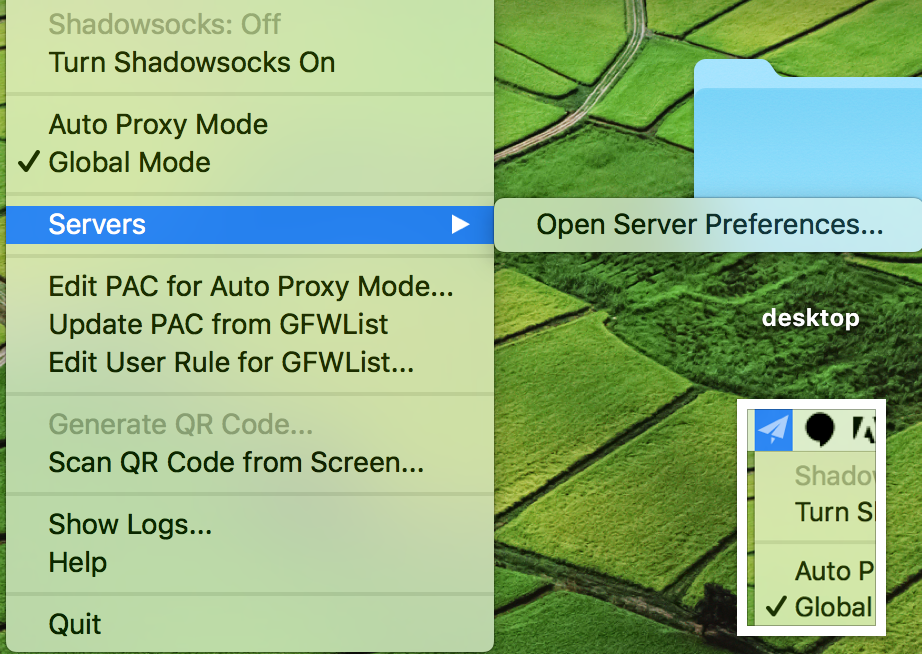 Shadowsocks: Off
Turn Shadowsocks On
Auto Proxy Mode
✓ Global Mode
Servers
Open Server Preferences...
Edit PAC for Auto Proxy Mode...
Update PAC from GFWList
Edit User Rule for GFWList...
Generate QR Code...
Scan QR Code from Screen...
Show Logs...
Help
Quit
desktop
Shadow
Turn S
Auto P
✓ Global